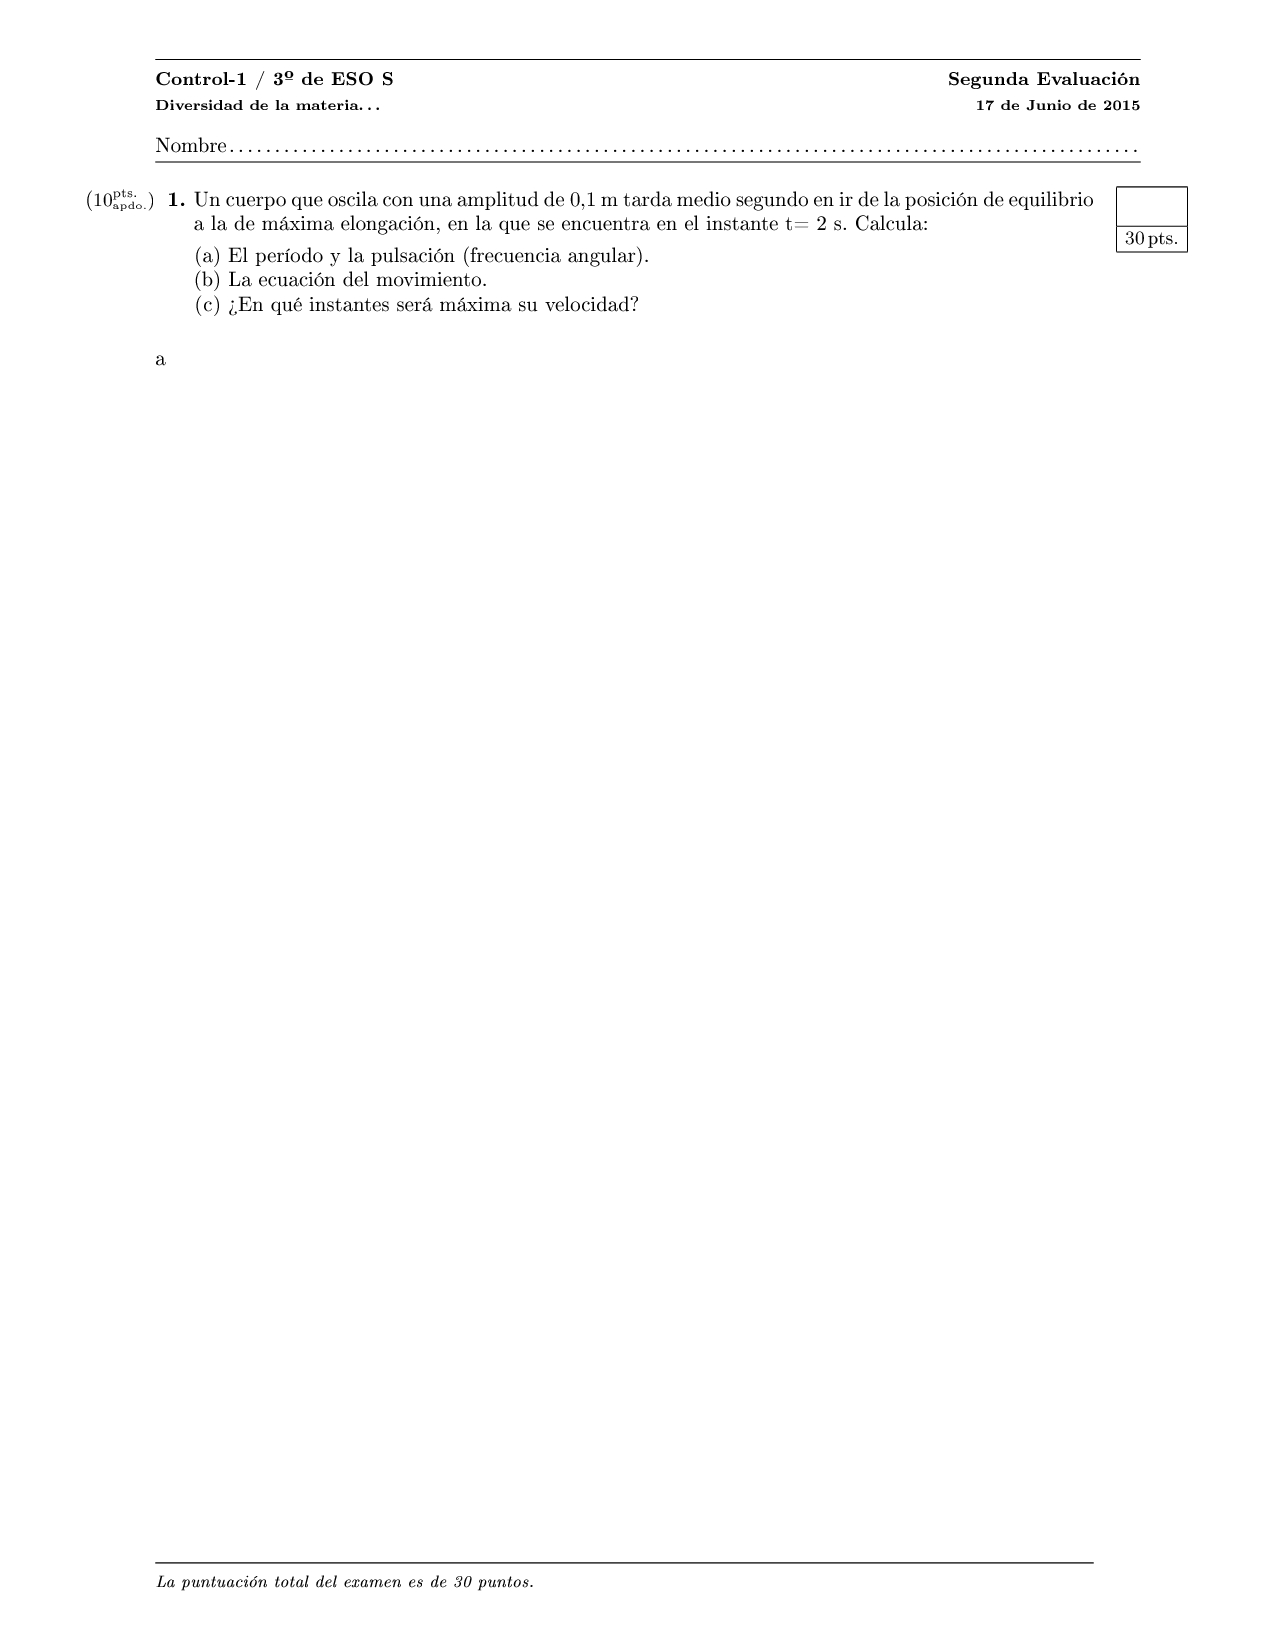 Control-1 / 3º de ESO S Segunda Evaluación
Diversidad de la materia... 17 de Junio de 2015
Nombre..........................................................................................................
(10 pts. apdo.) 1. Un cuerpo que oscila con una amplitud de 0,1 m tarda medio segundo en ir de la posición de equilibrio
a la de máxima elongación, en la que se encuentra en el instante t= 2 s. Calcula:
30 pts.
(a) El período y la pulsación (frecuencia angular).
(b) La ecuación del movimiento.
(c) ¿En qué instantes será máxima su velocidad?
a
La puntuación total del examen es de 30 puntos.